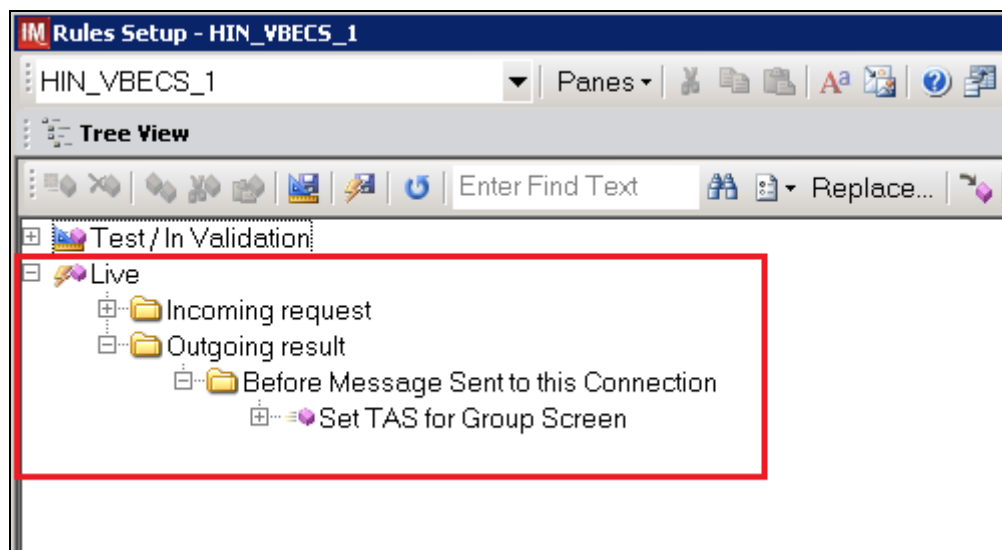 IM Rules Setup - HIN_VBECS_1
HIN_VBECS_1 Panes Aa ?
Tree View
Enter Find Text Replace...
Test / In Validation
Live
Incoming request
Outgoing result
Before Message Sent to this Connection
Set TAS for Group Screen